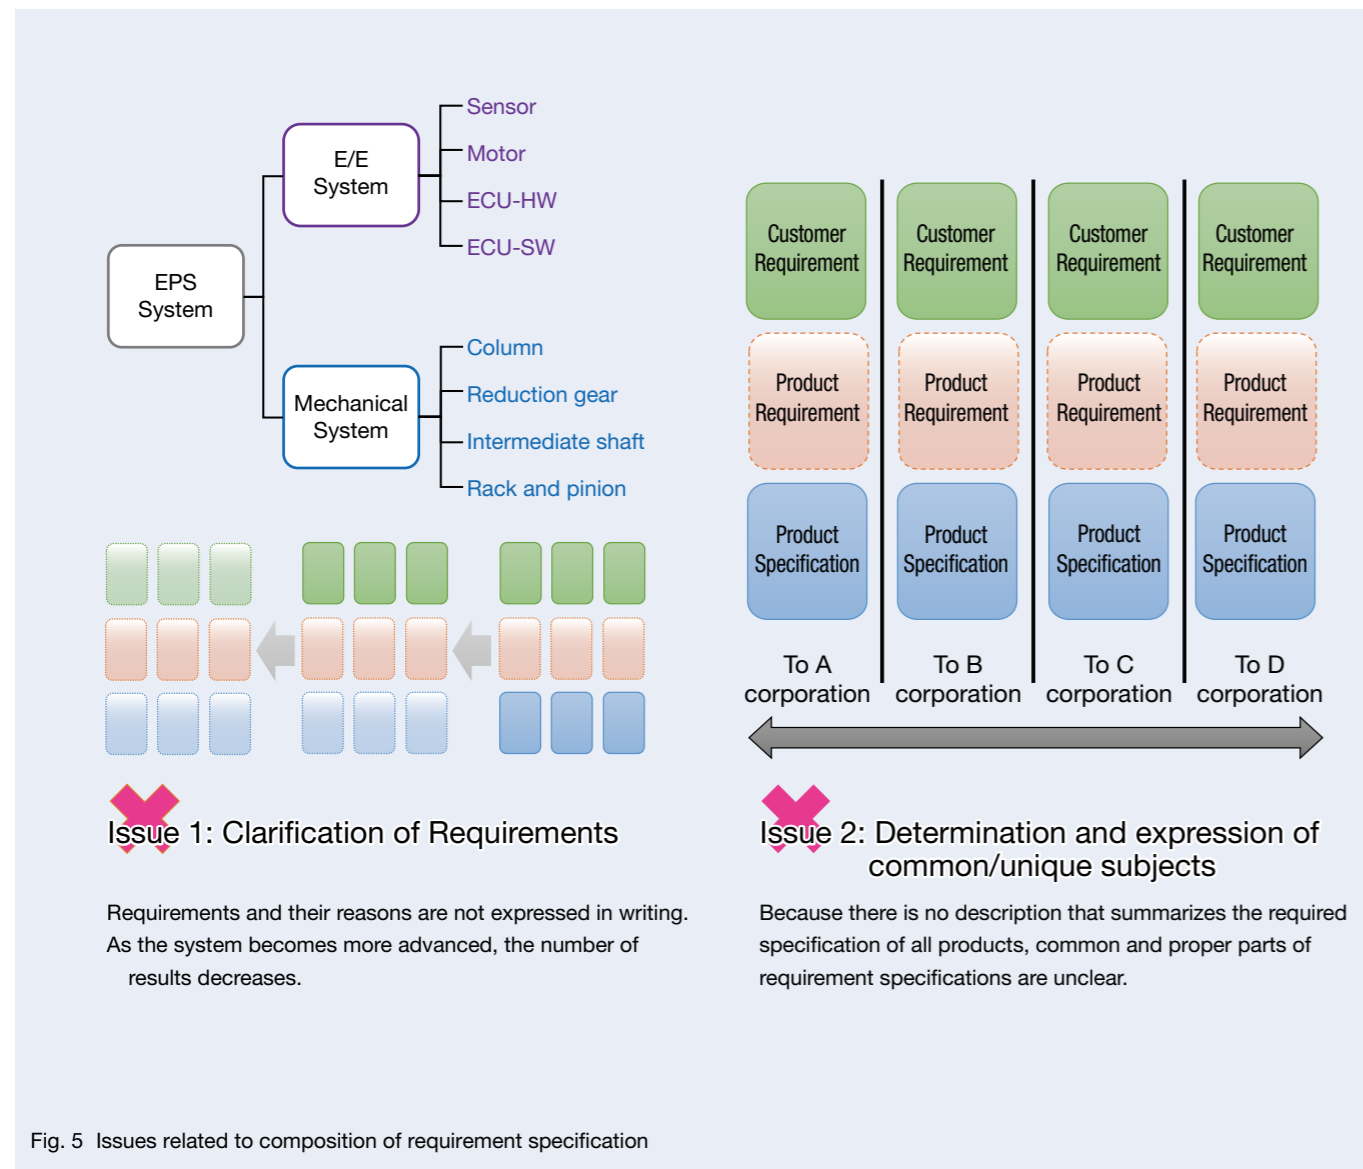 EPS
System
E/E
System
Sensor
Motor
ECU-HW
ECU-SW
Mechanical
System
Column
Reduction gear
Intermediate shaft
Rack and pinion
Issue 1: Clarification of Requirements
Requirements and their reasons are not expressed in writing.
As the system becomes more advanced, the number of
results decreases.
Customer
Requirement
Customer
Requirement
Customer
Requirement
Customer
Requirement
Product
Requirement
Product
Requirement
Product
Requirement
Product
Requirement
Product
Specification
Product
Specification
Product
Specification
Product
Specification
To A
corporation
To B
corporation
To C
corporation
To D
corporation
Issue 2: Determination and expression of
common/unique subjects
Because there is no description that summarizes the required
specification of all products, common and proper parts of
requirement specifications are unclear.
Fig. 5 Issues related to composition of requirement specification